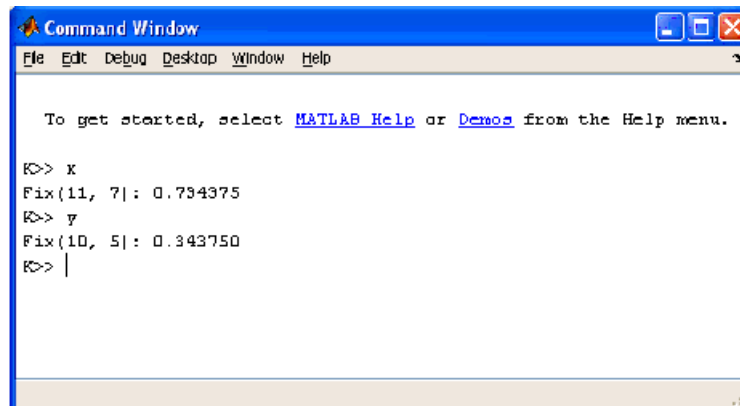 Command Window
File Edit Debug Desktop Window Help
To get started, select MATLAB Help or Demos from the Help menu.
K>> x
Fix(11, 7): 0.734375
K>> y
Fix(10, 5): 0.343750
K>>